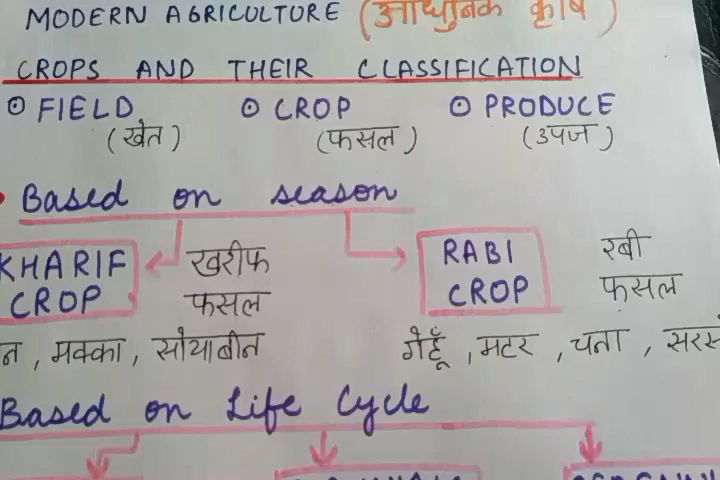 MODERN AGRICULTURE (आधुनिक कृषि)
CROPS AND THEIR CLASSIFICATION
⊙ FIELD ⊙ CROP ⊙ PRODUCE
(खेत) (फसल) (उपज)
Based on season
KHARIF CROP खरीफ फसल
RABI CROP रबी फसल
, मक्का, सोयाबीन
गेहूँ, मटर, चना,
Based on Life Cycle